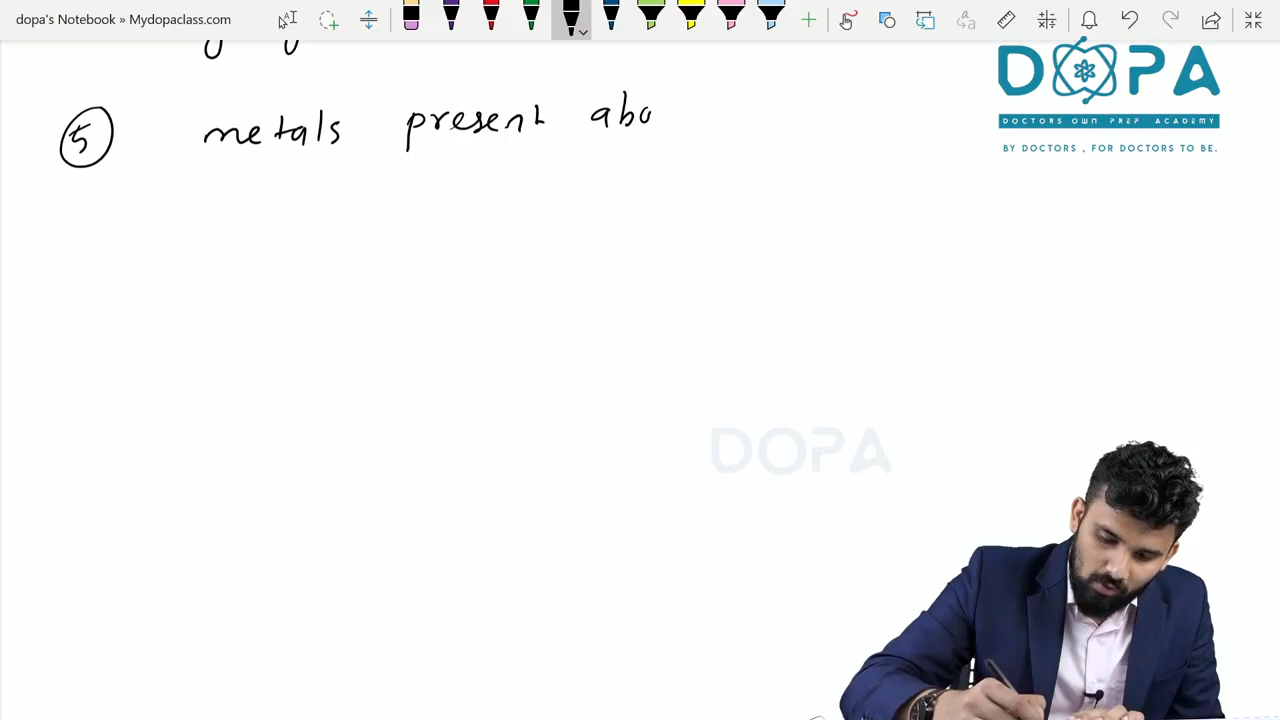 dopa's Notebook » Mydopaclass.com
DOPA
DOCTORS OWN PREP ACADEMY
BY DOCTORS , FOR DOCTORS TO BE.
5 metals present abo
DOPA